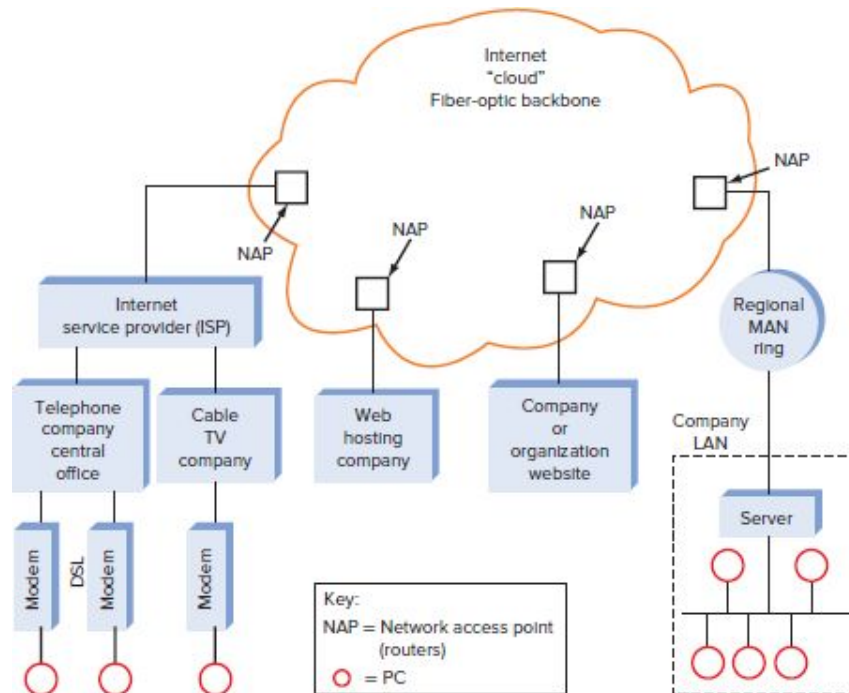 Internet
"cloud"
Fiber-optic backbone
NAP
NAP
NAP
NAP
Internet
service provider (ISP)
Regional
MAN
ring
Telephone
company
central
office
Cable
TV
company
Web
hosting
company
Company
or
organization
website
Company
LAN
Server
Modem
DSL
Modem
Modem
Key:
NAP = Network access point
(routers)
= PC